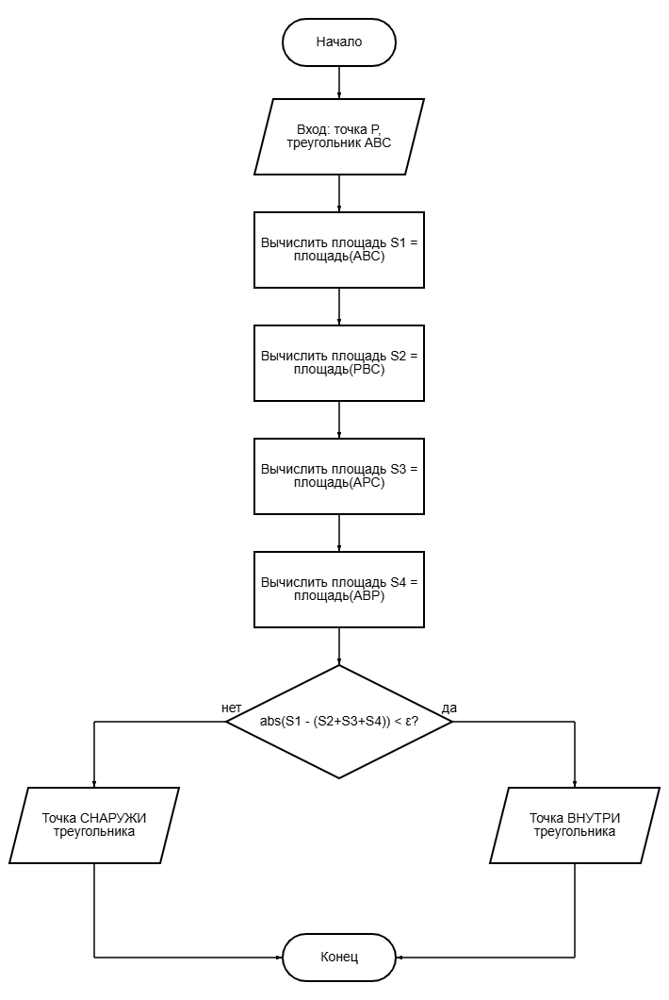 Начало
Вход: точка P,
треугольник ABC
Вычислить площадь S1 =
площадь(ABC)
Вычислить площадь S2 =
площадь(PBC)
Вычислить площадь S3 =
площадь(APC)
Вычислить площадь S4 =
площадь(ABP)
нет
да
abs(S1 - (S2+S3+S4)) < ε?
Точка СНАРУЖИ
треугольника
Точка ВНУТРИ
треугольника
Конец